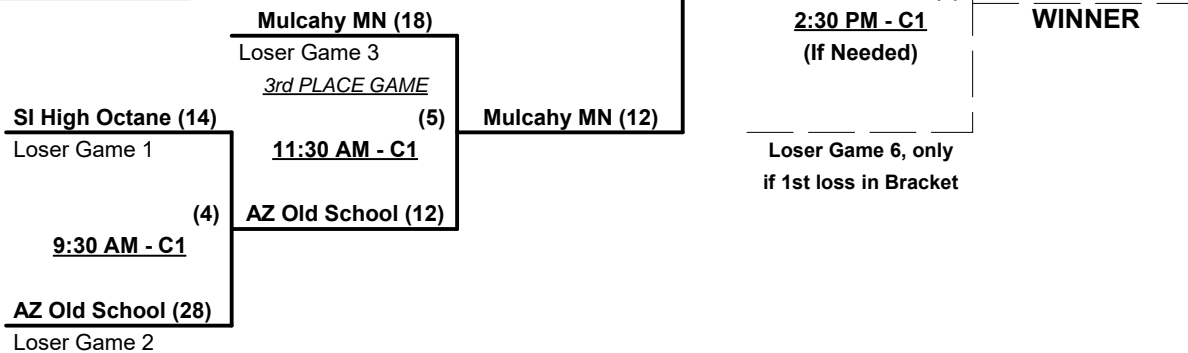 Mulcahy MN (18)
Loser Game 3
3rd PLACE GAME
SI High Octane (14)
Loser Game 1
(5)
11:30 AM - C1
Mulcahy MN (12)
(4)
9:30 AM - C1
AZ Old School (12)
AZ Old School (28)
Loser Game 2
2:30 PM - C1
(If Needed)
WINNER
Loser Game 6, only
if 1st loss in Bracket